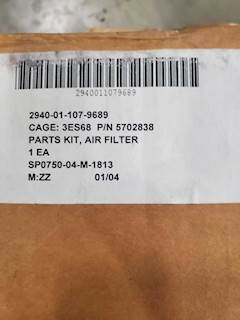 2940011079689
2940-01-107-9689
CAGE: 3ES68 P/N 5702838
PARTS KIT, AIR FILTER
1 EA
SP0750-04-M-1813
M:ZZ 01/04